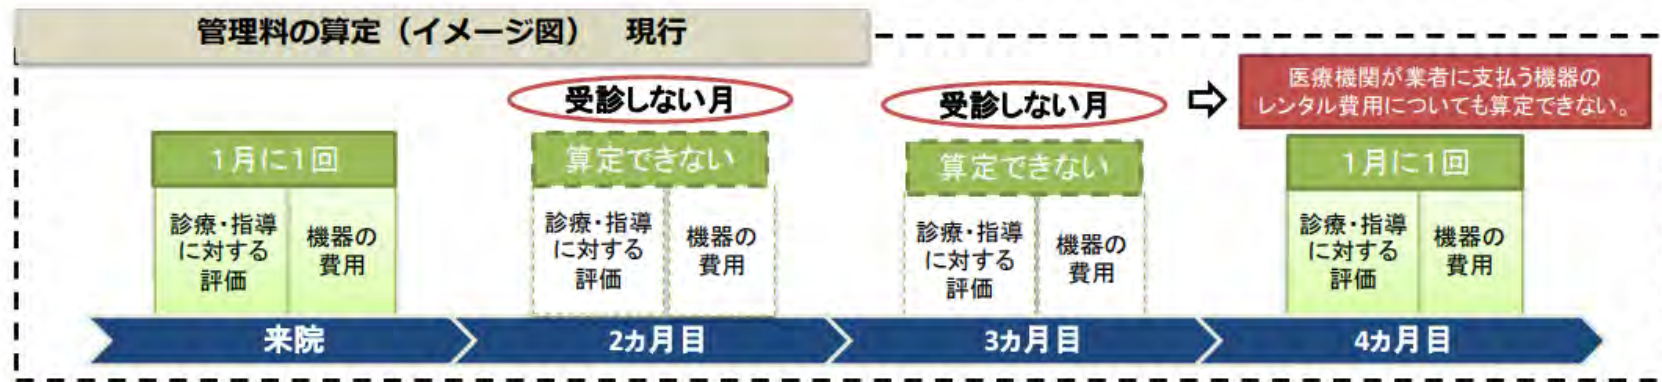 管理料の算定（イメージ図）　現行
受診しない月
受診しない月
⇨
医療機関が業者に支払う機器の
レンタル費用についても算定できない。
1月に1回
診療・指導
に対する
評価
機器の
費用
算定できない
診療・指導
に対する
評価
機器の
費用
算定できない
診療・指導
に対する
評価
機器の
費用
1月に1回
診療・指導
に対する
評価
機器の
費用
来院
2カ月目
3カ月目
4カ月目